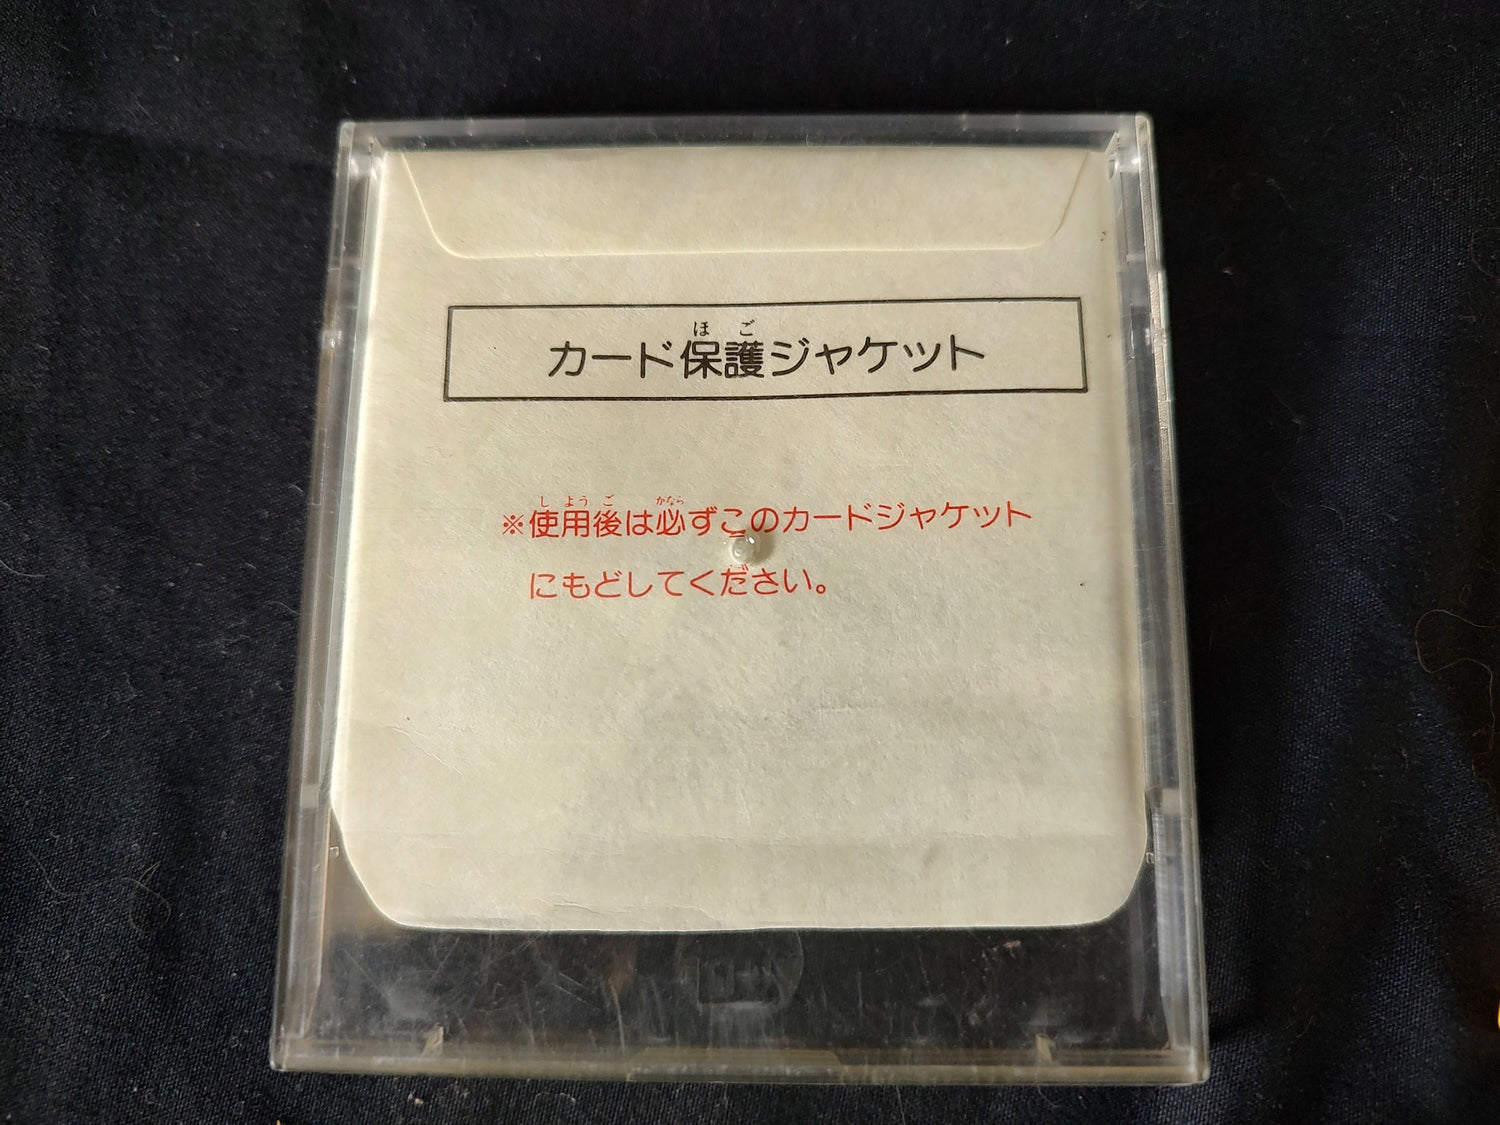 カード保護ジャケット
※使用後は必ずこのカードジャケット
にもどしてください。